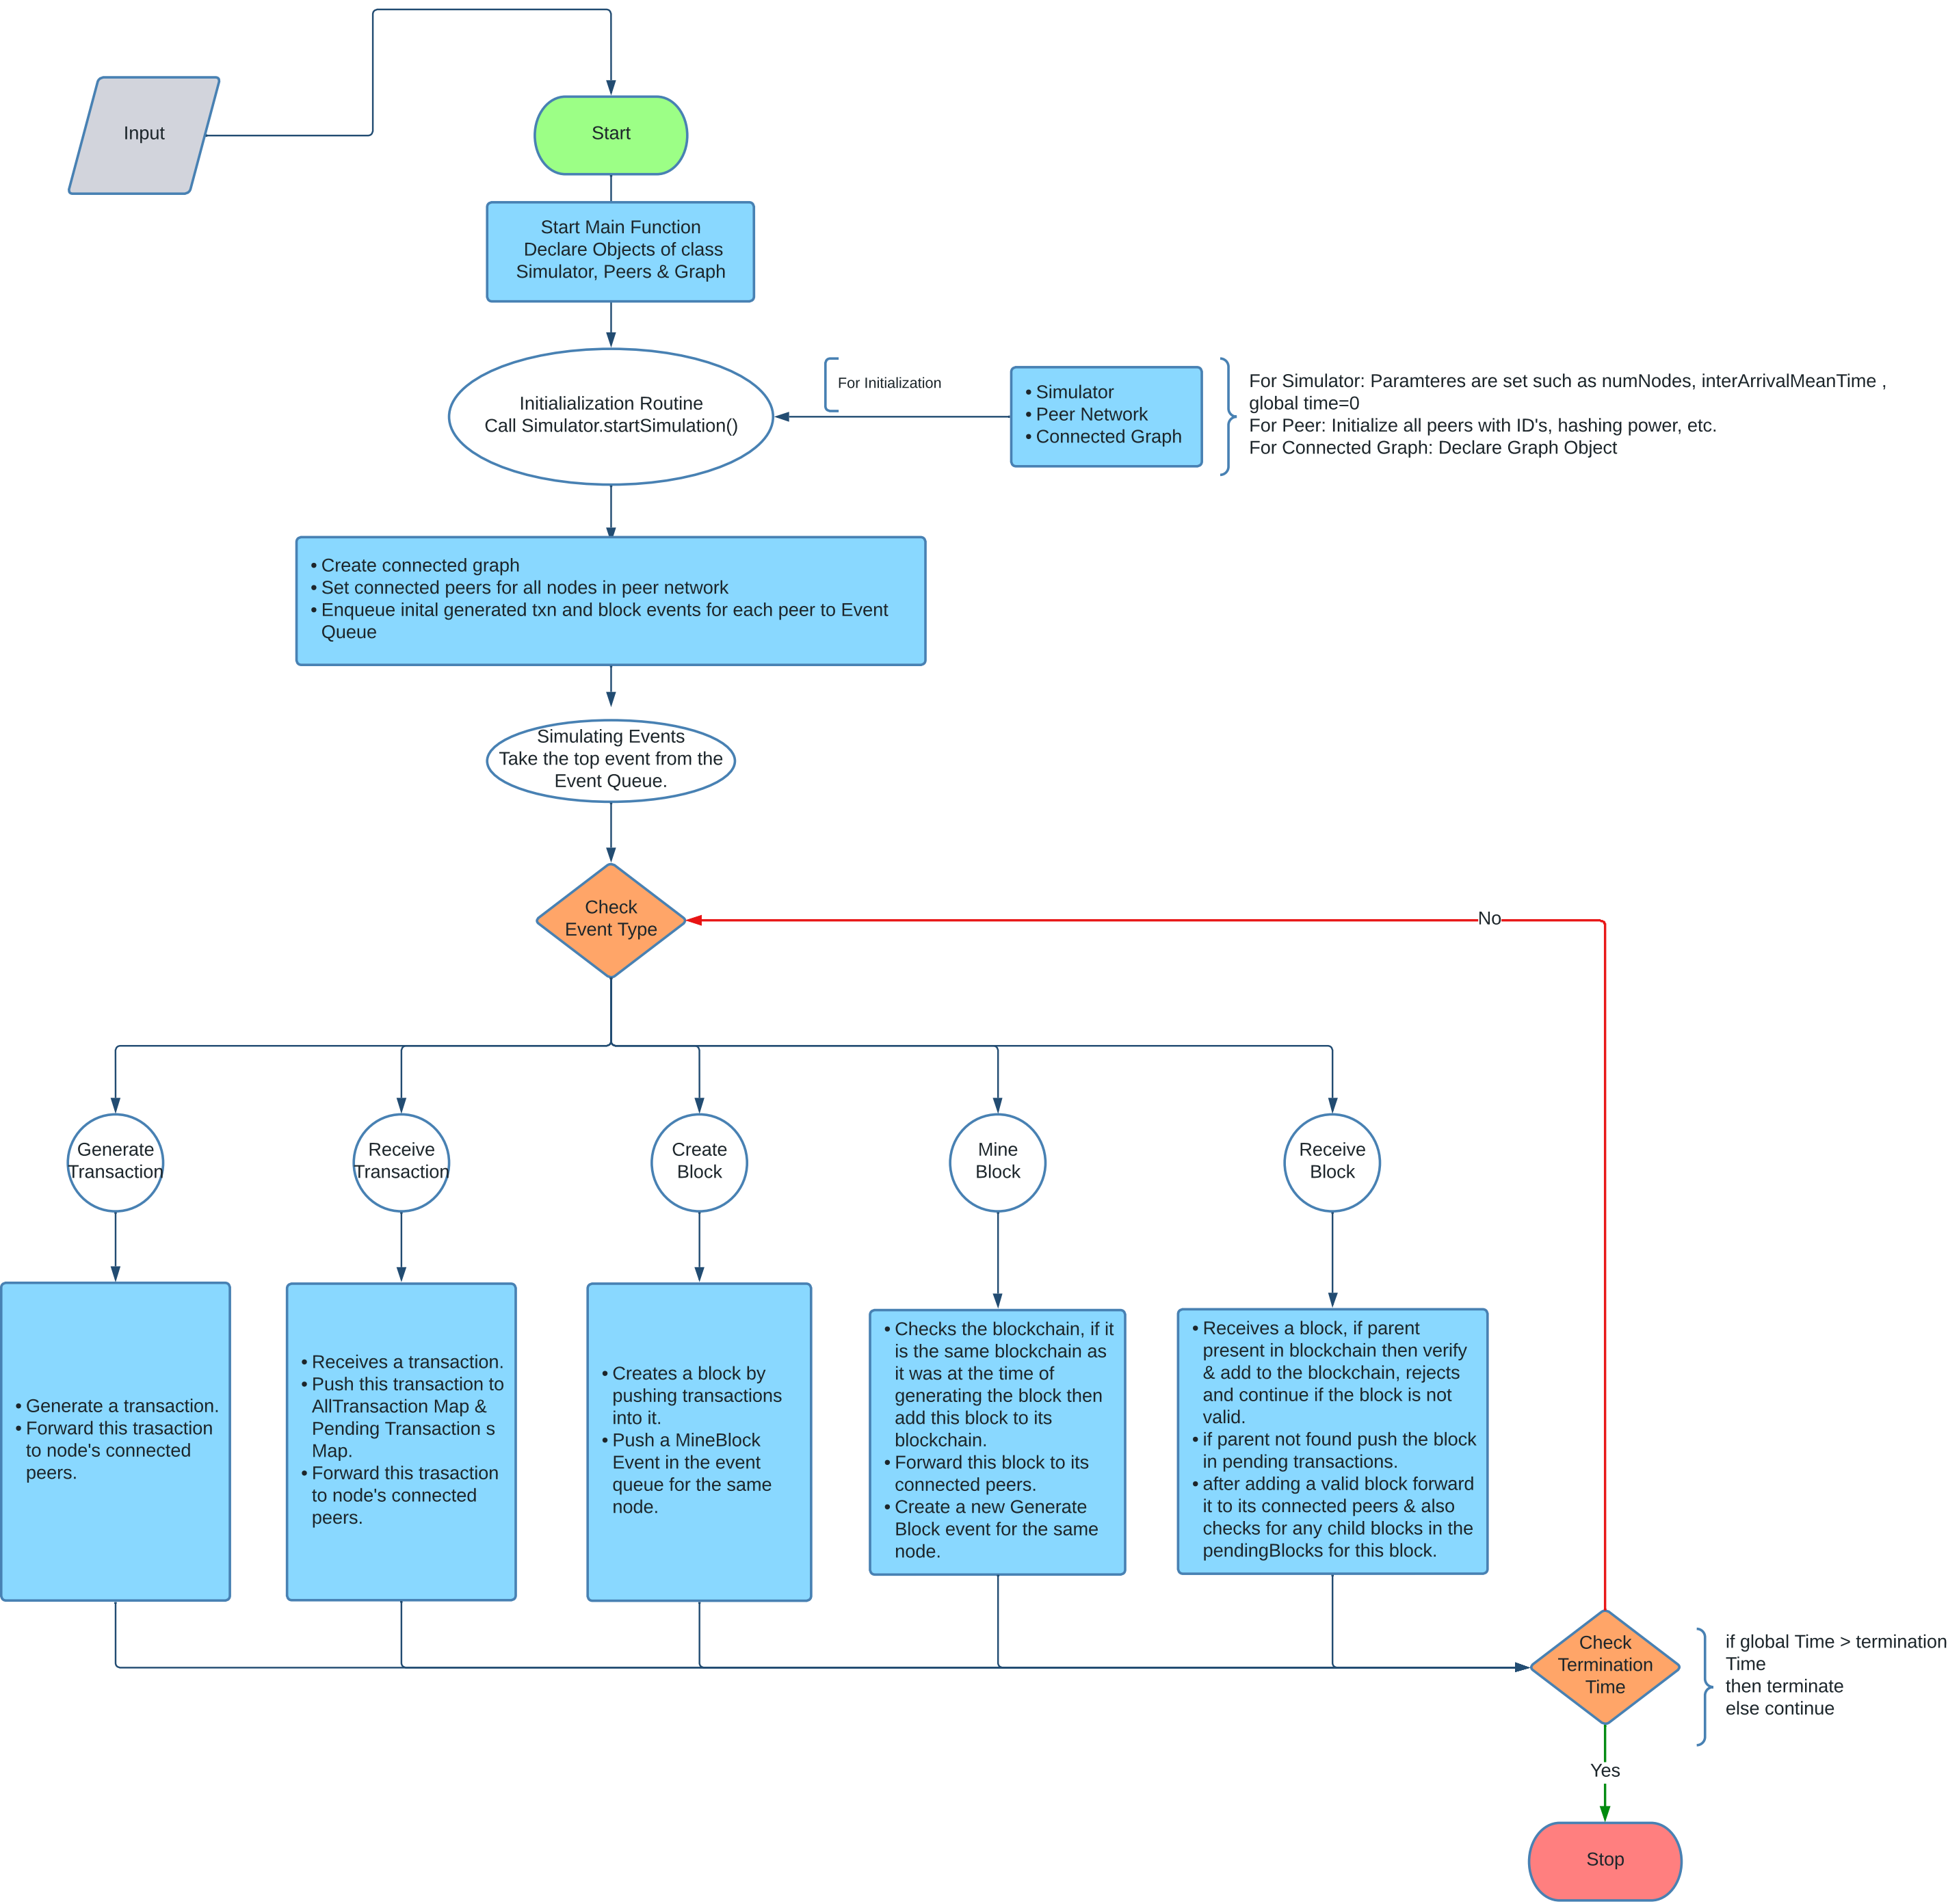 Input
Start
Start Main Function
Declare Objects of class
Simulator, Peers & Graph
Initialialization Routine
Call Simulator.startSimulation()
For Initialization
• Simulator
• Peer Network
• Connected Graph
For Simulator: Paramteres are set such as numNodes, interArrivalMeanTime ,
global time=0
For Peer: Initialize all peers with ID's, hashing power, etc.
For Connected Graph: Declare Graph Object
• Create connected graph
• Set connected peers for all nodes in peer network
• Enqueue inital generated txn and block events for each peer to Event
Queue
Simulating Events
Take the top event from the
Event Queue.
Check
Event Type
No
Generate
Transaction
Receive
Transaction
Create
Block
Mine
Block
Receive
Block
• Generate a transaction.
• Forward this trasaction
to node's connected
peers.
• Receives a transaction.
• Push this transaction to
AllTransaction Map &
Pending Transaction s
Map.
• Forward this trasaction
to node's connected
peers.
• Creates a block by
pushing transactions
into it.
• Push a MineBlock
Event in the event
queue for the same
node.
• Checks the blockchain, if it
is the same blockchain as
it was at the time of
generating the block then
add this block to its
blockchain.
• Forward this block to its
connected peers.
• Create a new Generate
Block event for the same
node.
• Receives a block, if parent
present in blockchain then verify
& add to the blockchain, rejects
and continue if the block is not
valid.
• if parent not found push the block
in pending transactions.
• after adding a valid block forward
it to its connected peers & also
checks for any child blocks in the
pendingBlocks for this block.
Check
Termination
Time
if global Time > termination
Time
then terminate
else continue
Yes
Stop